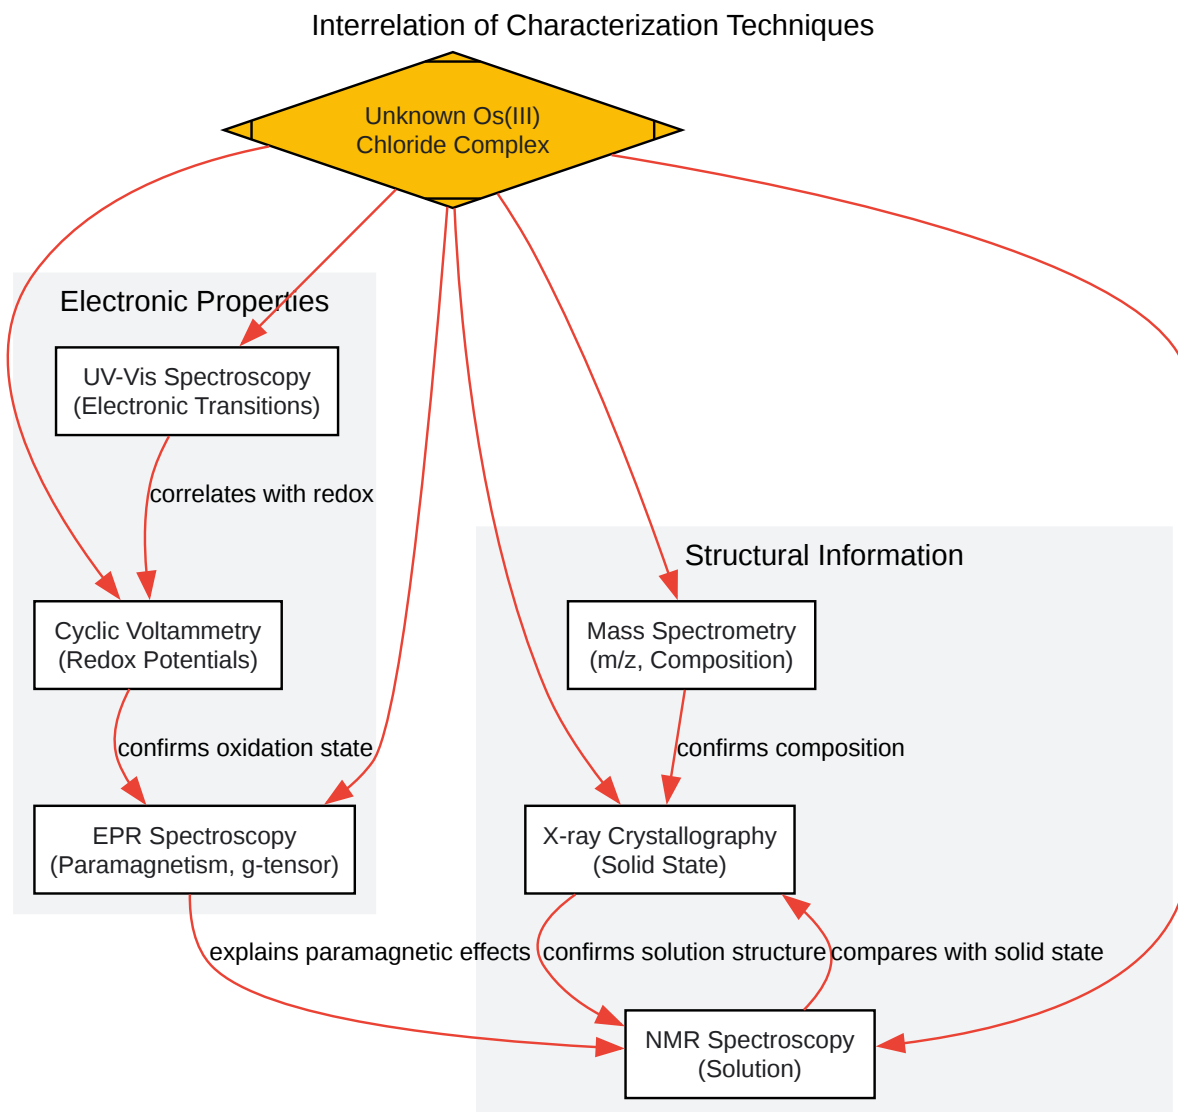 Interrelation of Characterization Techniques
Unknown Os(III)
Chloride Complex
Electronic Properties
UV-Vis Spectroscopy
(Electronic Transitions)
correlates with redox
Structural Information
Cyclic Voltammetry
(Redox Potentials)
Mass Spectrometry
(m/z, Composition)
confirms oxidation state
confirms composition
EPR Spectroscopy
(Paramagnetism, g-tensor)
X-ray Crystallography
(Solid State)
explains paramagnetic effects
confirms solution structure
compares with solid state
NMR Spectroscopy
(Solution)